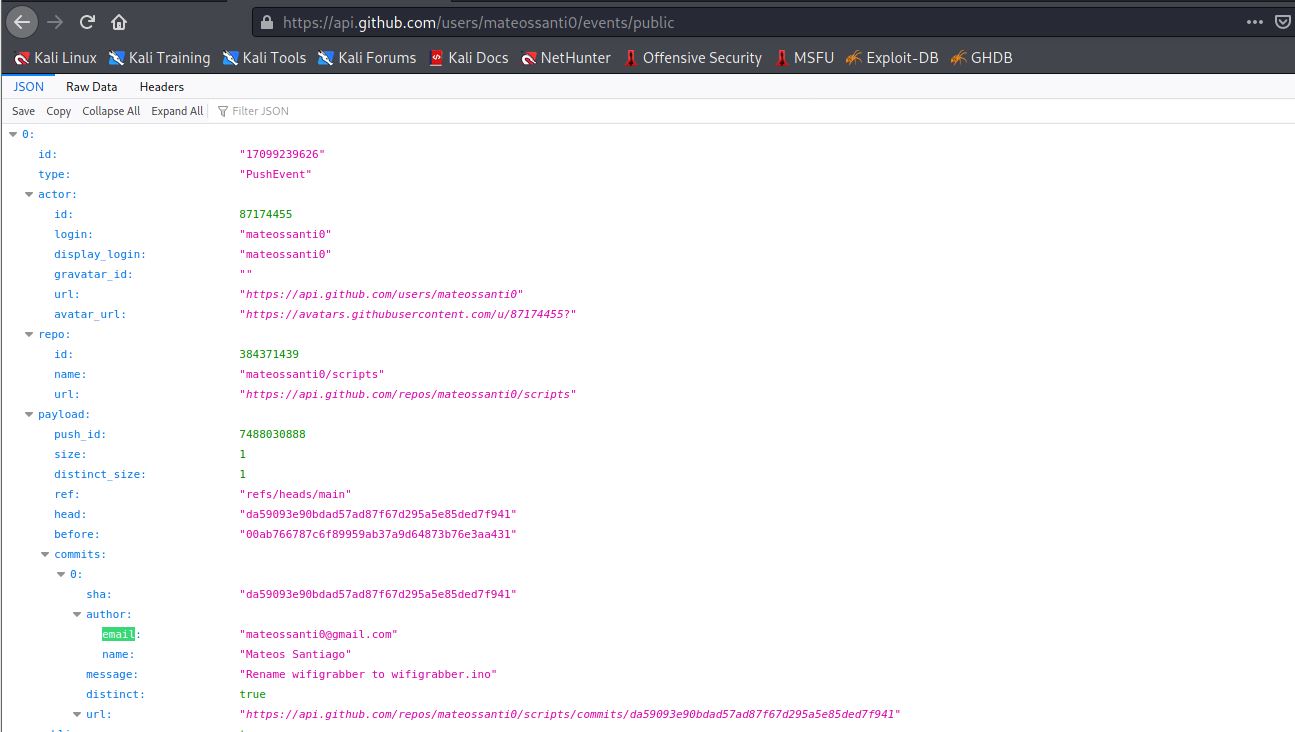 https://api.github.com/users/mateossanti0/events/public
Kali Linux Kali Training Kali Tools Kali Forums Kali Docs NetHunter Offensive Security MSFU Exploit-DB GHDB
JSON Raw Data Headers
Save Copy Collapse All Expand All Filter JSON
0:
id: "17099239626"
type: "PushEvent"
actor:
id: 87174455
login: "mateossanti0"
display_login: "mateossanti0"
gravatar_id: ""
url: "https://api.github.com/users/mateossanti0"
avatar_url: "https://avatars.githubusercontent.com/u/87174455?"
repo:
id: 384371439
name: "mateossanti0/scripts"
url: "https://api.github.com/repos/mateossanti0/scripts"
payload:
push_id: 7488030888
size: 1
distinct_size: 1
ref: "refs/heads/main"
head: "da59093e90bdad57ad87f67d295a5e85ded7f941"
before: "00ab766787c6f89959ab37a9d64873b76e3aa431"
commits:
0:
sha: "da59093e90bdad57ad87f67d295a5e85ded7f941"
author:
email: "mateossanti0@gmail.com"
name: "Mateos Santiago"
message: "Rename wifigrabber to wifigrabber.ino"
distinct: true
url: "https://api.github.com/repos/mateossanti0/scripts/commits/da59093e90bdad57ad87f67d295a5e85ded7f941"